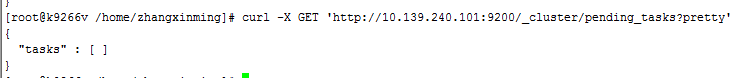 }
[root@k9266v /home/zhangxinming]# curl -X GET 'http://10.139.240.101:9200/_cluster/pending_tasks?pretty'
{
  "tasks" : [ ]
}